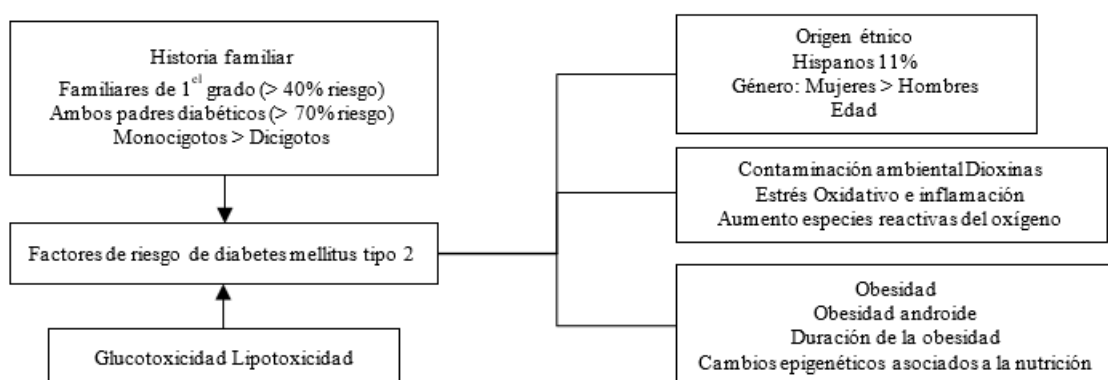 Historia familiar
Familiares de 1el grado (> 40% riesgo)
Ambos padres diabéticos (> 70% riesgo)
Monocigotos > Dicigotos
Factores de riesgo de diabetes mellitus tipo 2
Glucotoxicidad Lipotoxicidad
Origen étnico
Hispanos 11%
Género: Mujeres > Hombres
Edad
Contaminación ambiental Dioxinas
Estrés Oxidativo e inflamación
Aumento especies reactivas del oxígeno
Obesidad
Obesidad androide
Duración de la obesidad
Cambios epigenéticos asociados a la nutrición